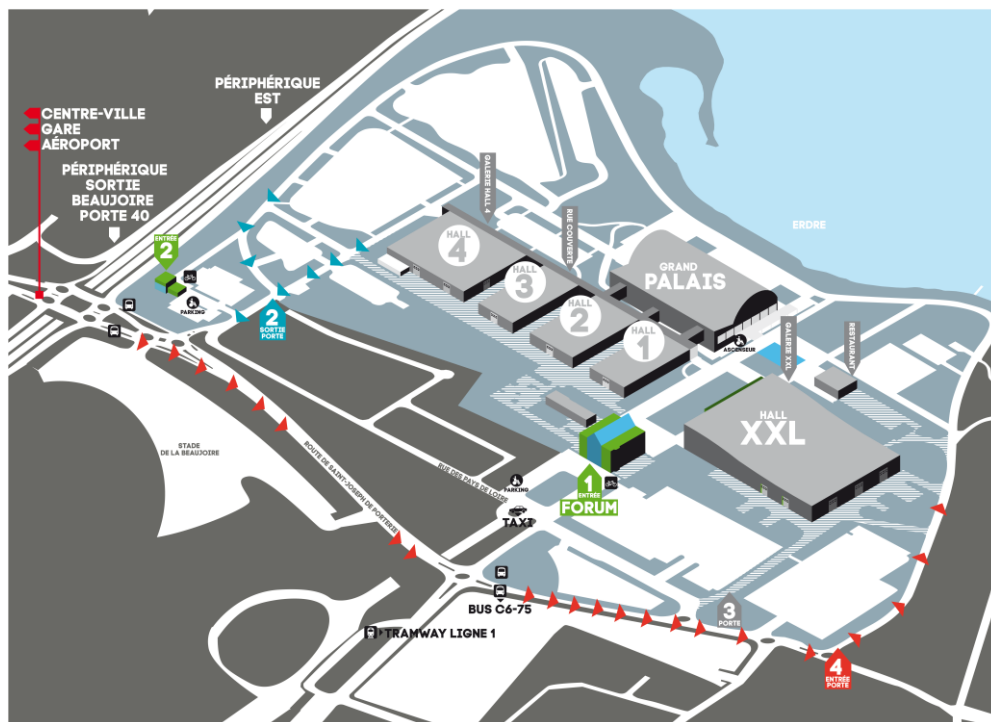 PÉRIPHÉRIQUE
EST
CENTRE-VILLE
GARE
AÉROPORT
PÉRIPHÉRIQUE
SORTIE
BEAUJOIRE
PORTE 40
ENTRÉE
2
PARKING
2
SORTIE
PORTE
GALERIE HALL 4
RUE COUVERTE
ERDRE
HALL
4
HALL
3
HALL
2
HALL
1
GRAND
PALAIS
ASCENSEUR
GALERIE XXL
RESTAURANT
HALL
XXL
STADE
DE LA BEAUJOIRE
ROUTE DE SAINT-JOSEPH DE PORTERIE
RUE DES PAYS DE LOIRE
PARKING
TAXI
1
ENTRÉE
FORUM
BUS C6-75
TRAMWAY LIGNE 1
3
PORTE
4
ENTRÉE
PORTE